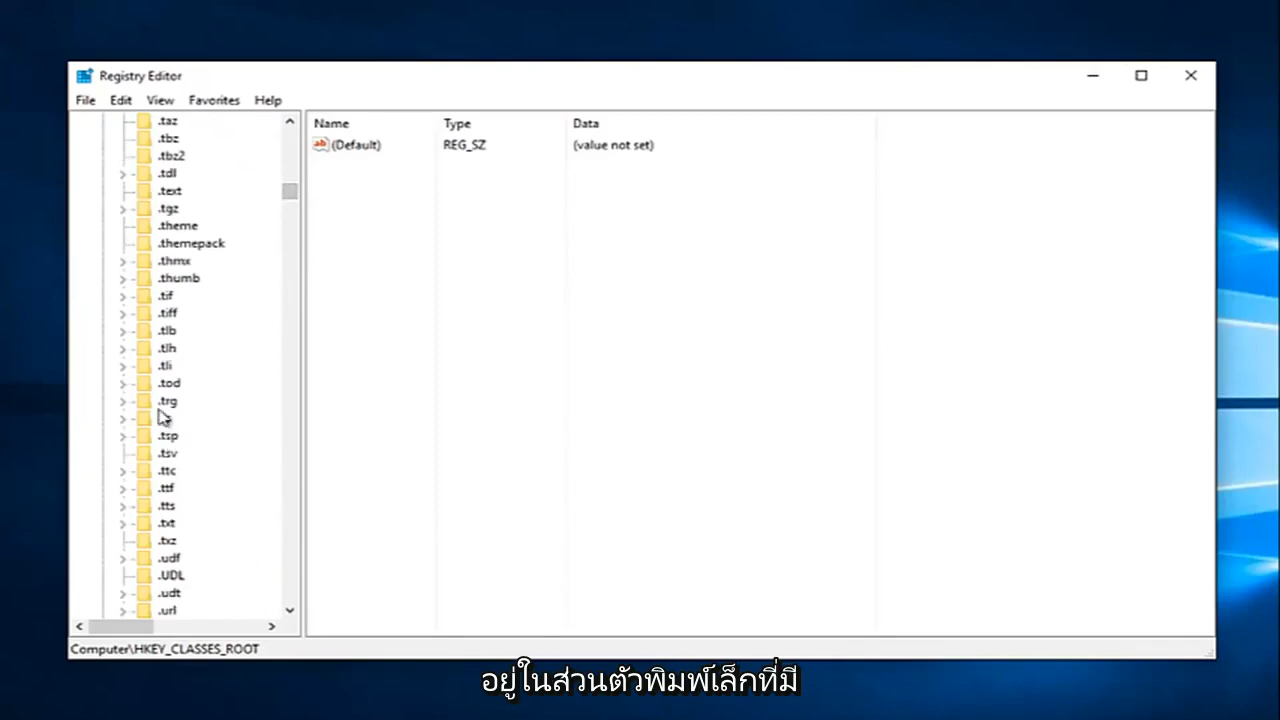 Registry Editor
File Edit View Favorites Help
.taz
.tbz
.tbz2
.tdl
.text
.tgz
.theme
.themepack
.thmx
.thumb
.tif
.tiff
.tlb
.tlh
.tli
.tod
.trg
.tsp
.tsv
.ttc
.ttf
.tts
.txt
.txz
.udf
.UDL
.udt
.url
Name Type Data
(Default) REG_SZ (value not set)
Computer\HKEY_CLASSES_ROOT
อยู่ในส่วนตัวพิมพ์เล็กที่มี